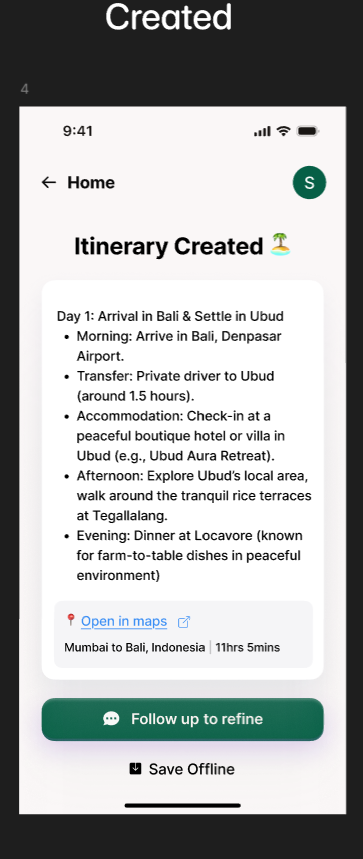 Created
4
9:41
← Home
S
Itinerary Created 🏝️
Day 1: Arrival in Bali & Settle in Ubud
• Morning: Arrive in Bali, Denpasar
Airport.
• Transfer: Private driver to Ubud
(around 1.5 hours).
• Accommodation: Check-in at a
peaceful boutique hotel or villa in
Ubud (e.g., Ubud Aura Retreat).
• Afternoon: Explore Ubud's local area,
walk around the tranquil rice terraces
at Tegallalang.
• Evening: Dinner at Locavore (known
for farm-to-table dishes in peaceful
environment)
📍 Open in maps
Mumbai to Bali, Indonesia | 11hrs 5mins
Follow up to refine
Save Offline